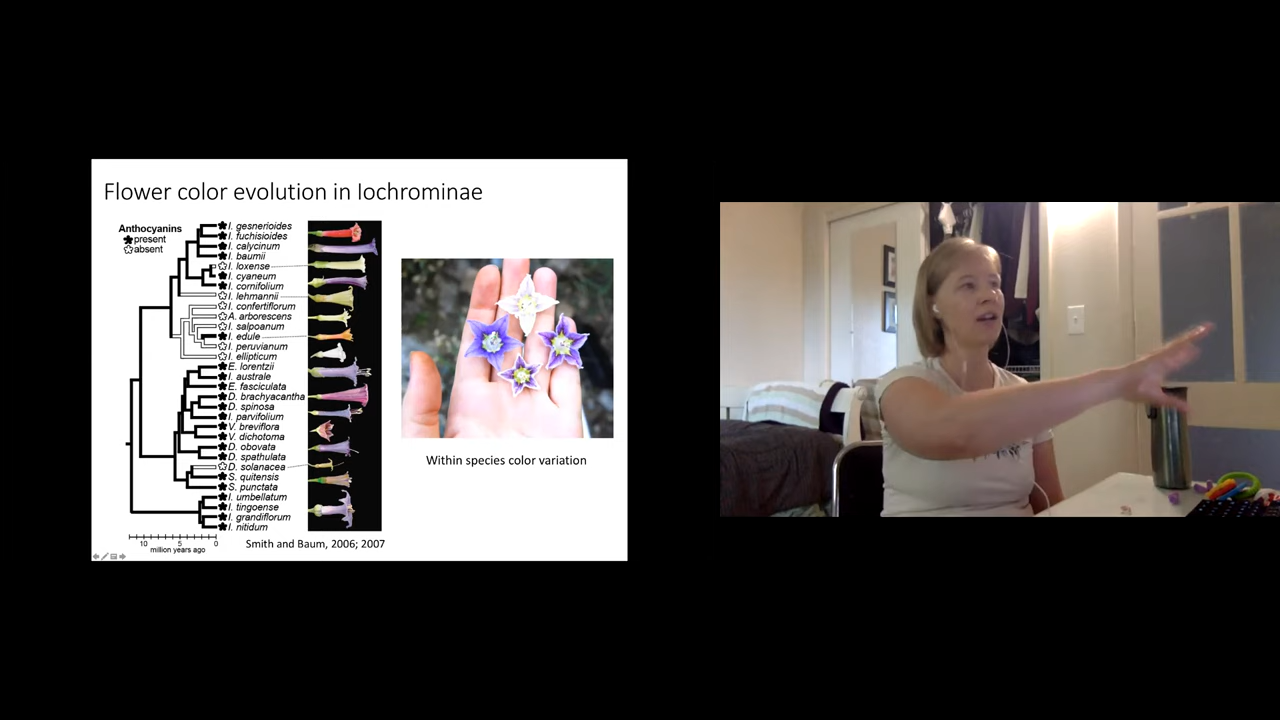 Flower color evolution in Iochrominae
Anthocyanins
present
absent
I. gesnerioides
I. fuchisioides
I. calycinum
I. baumii
I. loxense
I. cyaneum
I. cornifolium
I. lehmannii
I. confertiflorum
A. arborescens
I. salpoanum
I. edule
I. peruvianum
I. ellipticum
E. lorentzii
I. australe
E. fasciculata
D. brachyacantha
D. spinosa
I. parvifolium
V. breviflora
V. dichotoma
D. obovata
D. spathulata
D. solanacea
S. quitensis
S. punctata
I. umbellatum
I. tingoense
I. grandiflorum
I. nitidum
10 5 0
million years ago
Smith and Baum, 2006; 2007
Within species color variation